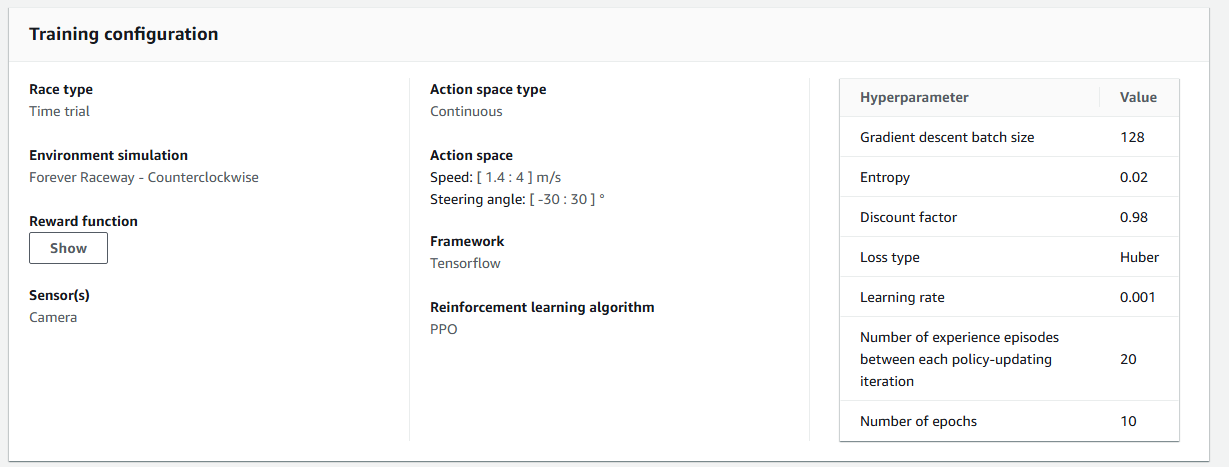 Training configuration
Race type
Time trial
Environment simulation
Forever Raceway - Counterclockwise
Reward function
Show
Sensor(s)
Camera
Action space type
Continuous
Action space
Speed: [ 1.4 : 4 ] m/s
Steering angle: [ -30 : 30 ] °
Framework
Tensorflow
Reinforcement learning algorithm
PPO
Hyperparameter Value
Gradient descent batch size 128
Entropy 0.02
Discount factor 0.98
Loss type Huber
Learning rate 0.001
Number of experience episodes
between each policy-updating 20
iteration
Number of epochs 10